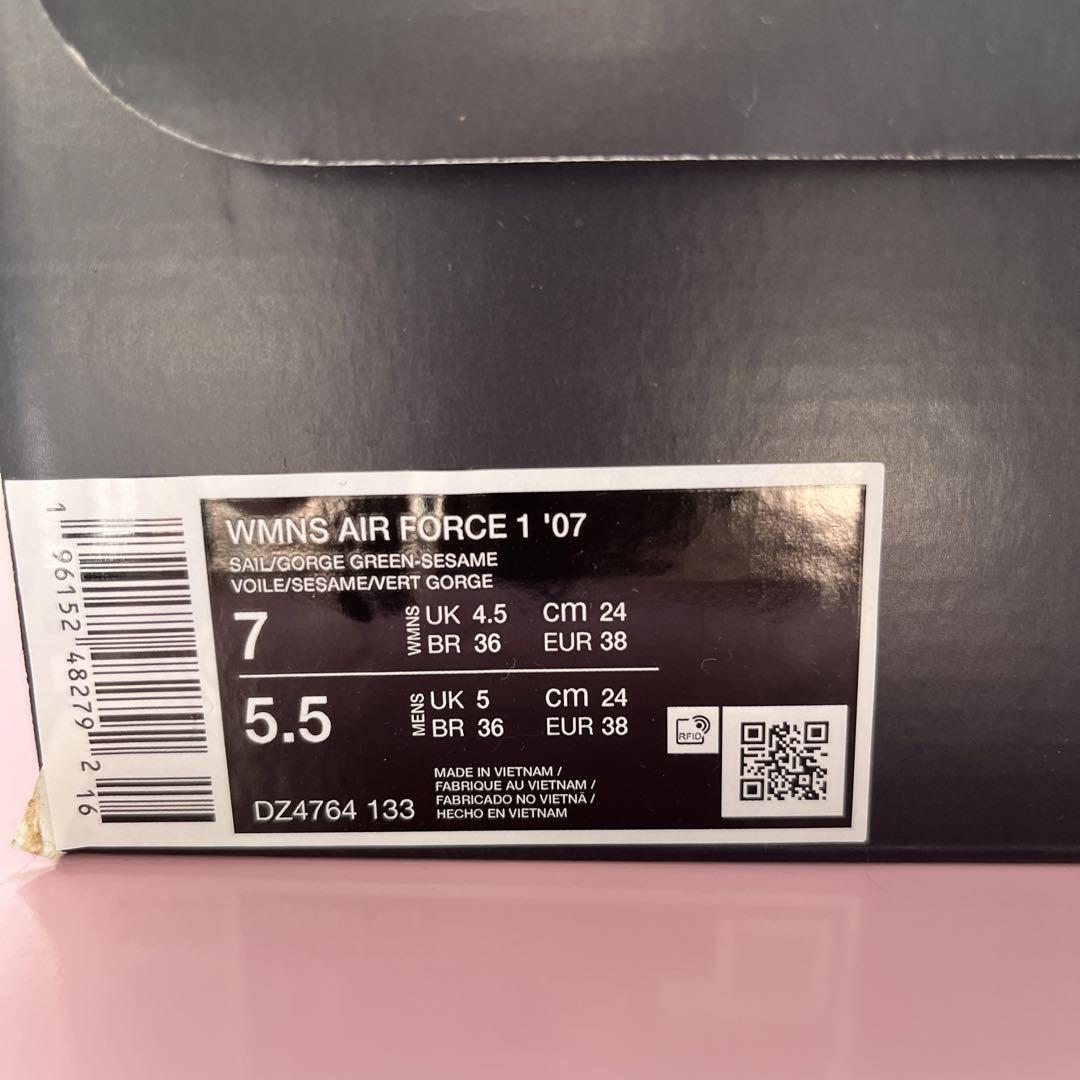 WMNS AIR FORCE 1 '07
SAIL/GORGE GREEN-SESAME
VOILE/SESAME/VERT GORGE
7 WMNS UK 4.5 cm 24
BR 36 EUR 38
5.5 MENS UK 5 cm 24
BR 36 EUR 38
RFID
MADE IN VIETNAM /
FABRIQUE AU VIETNAM /
FABRICADO NO VIETNÃ /
HECHO EN VIETNAM
DZ4764 133
1 96152 48279 2 16